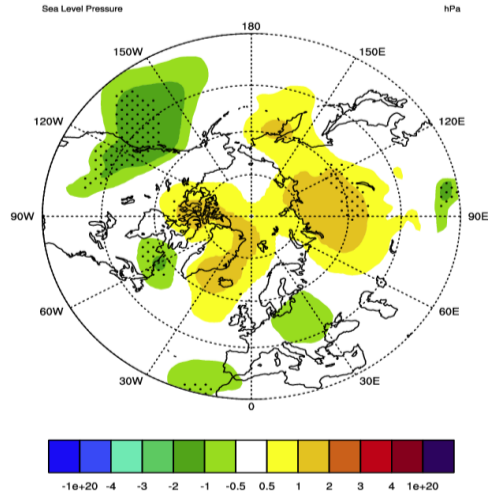 Sea Level Pressure hPa
180
150W 150E
120W 120E
90W 90E
60W 60E
30W 30E
0
-1e+20 -4 -3 -2 -1 -0.5 0.5 1 2 3 4 1e+20